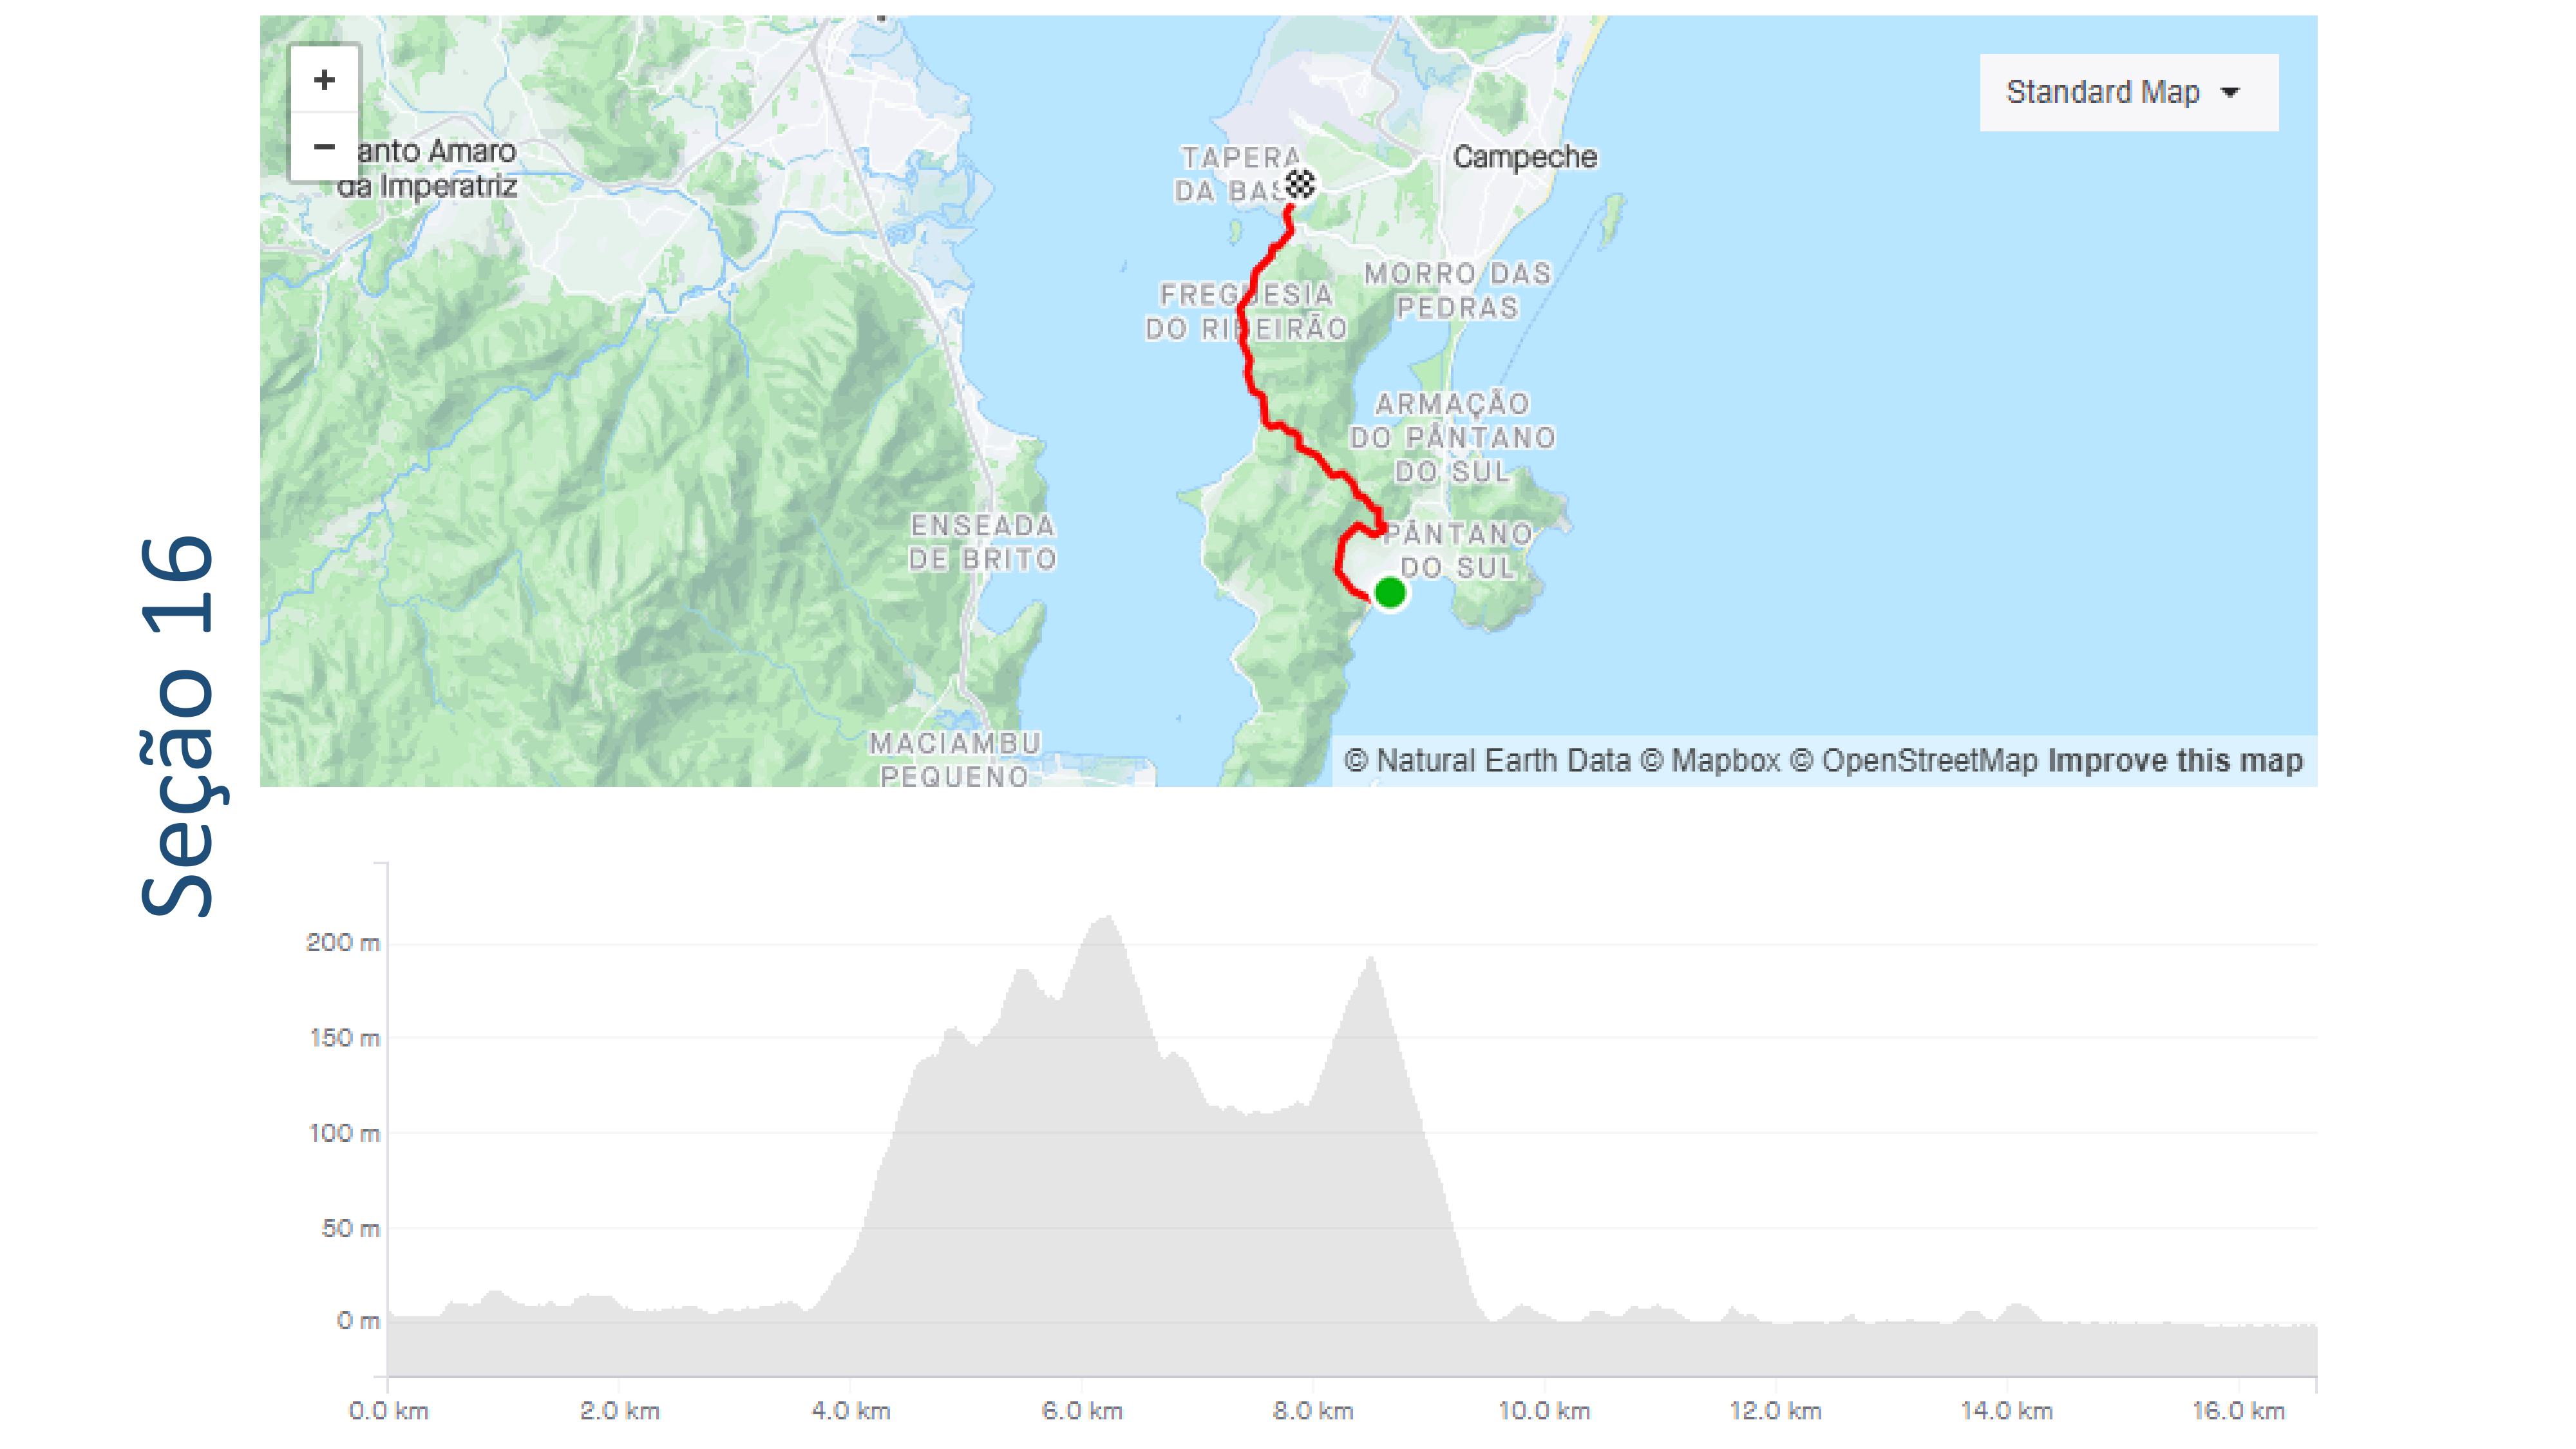 Seção 16
+
−
Standard Map
anto Amaro
da Imperatriz
TAPERA
DA BAS
Campeche
MORRO DAS
PEDRAS
FREGUESIA
DO RIBEIRÃO
ARMAÇÃO
DO PÂNTANO
DO SUL
PÂNTANO
DO SUL
ENSEADA
DE BRITO
MACIAMBU
PEQUENO
© Natural Earth Data © Mapbox © OpenStreetMap Improve this map
200 m
150 m
100 m
50 m
0 m
0.0 km 2.0 km 4.0 km 6.0 km 8.0 km 10.0 km 12.0 km 14.0 km 16.0 km